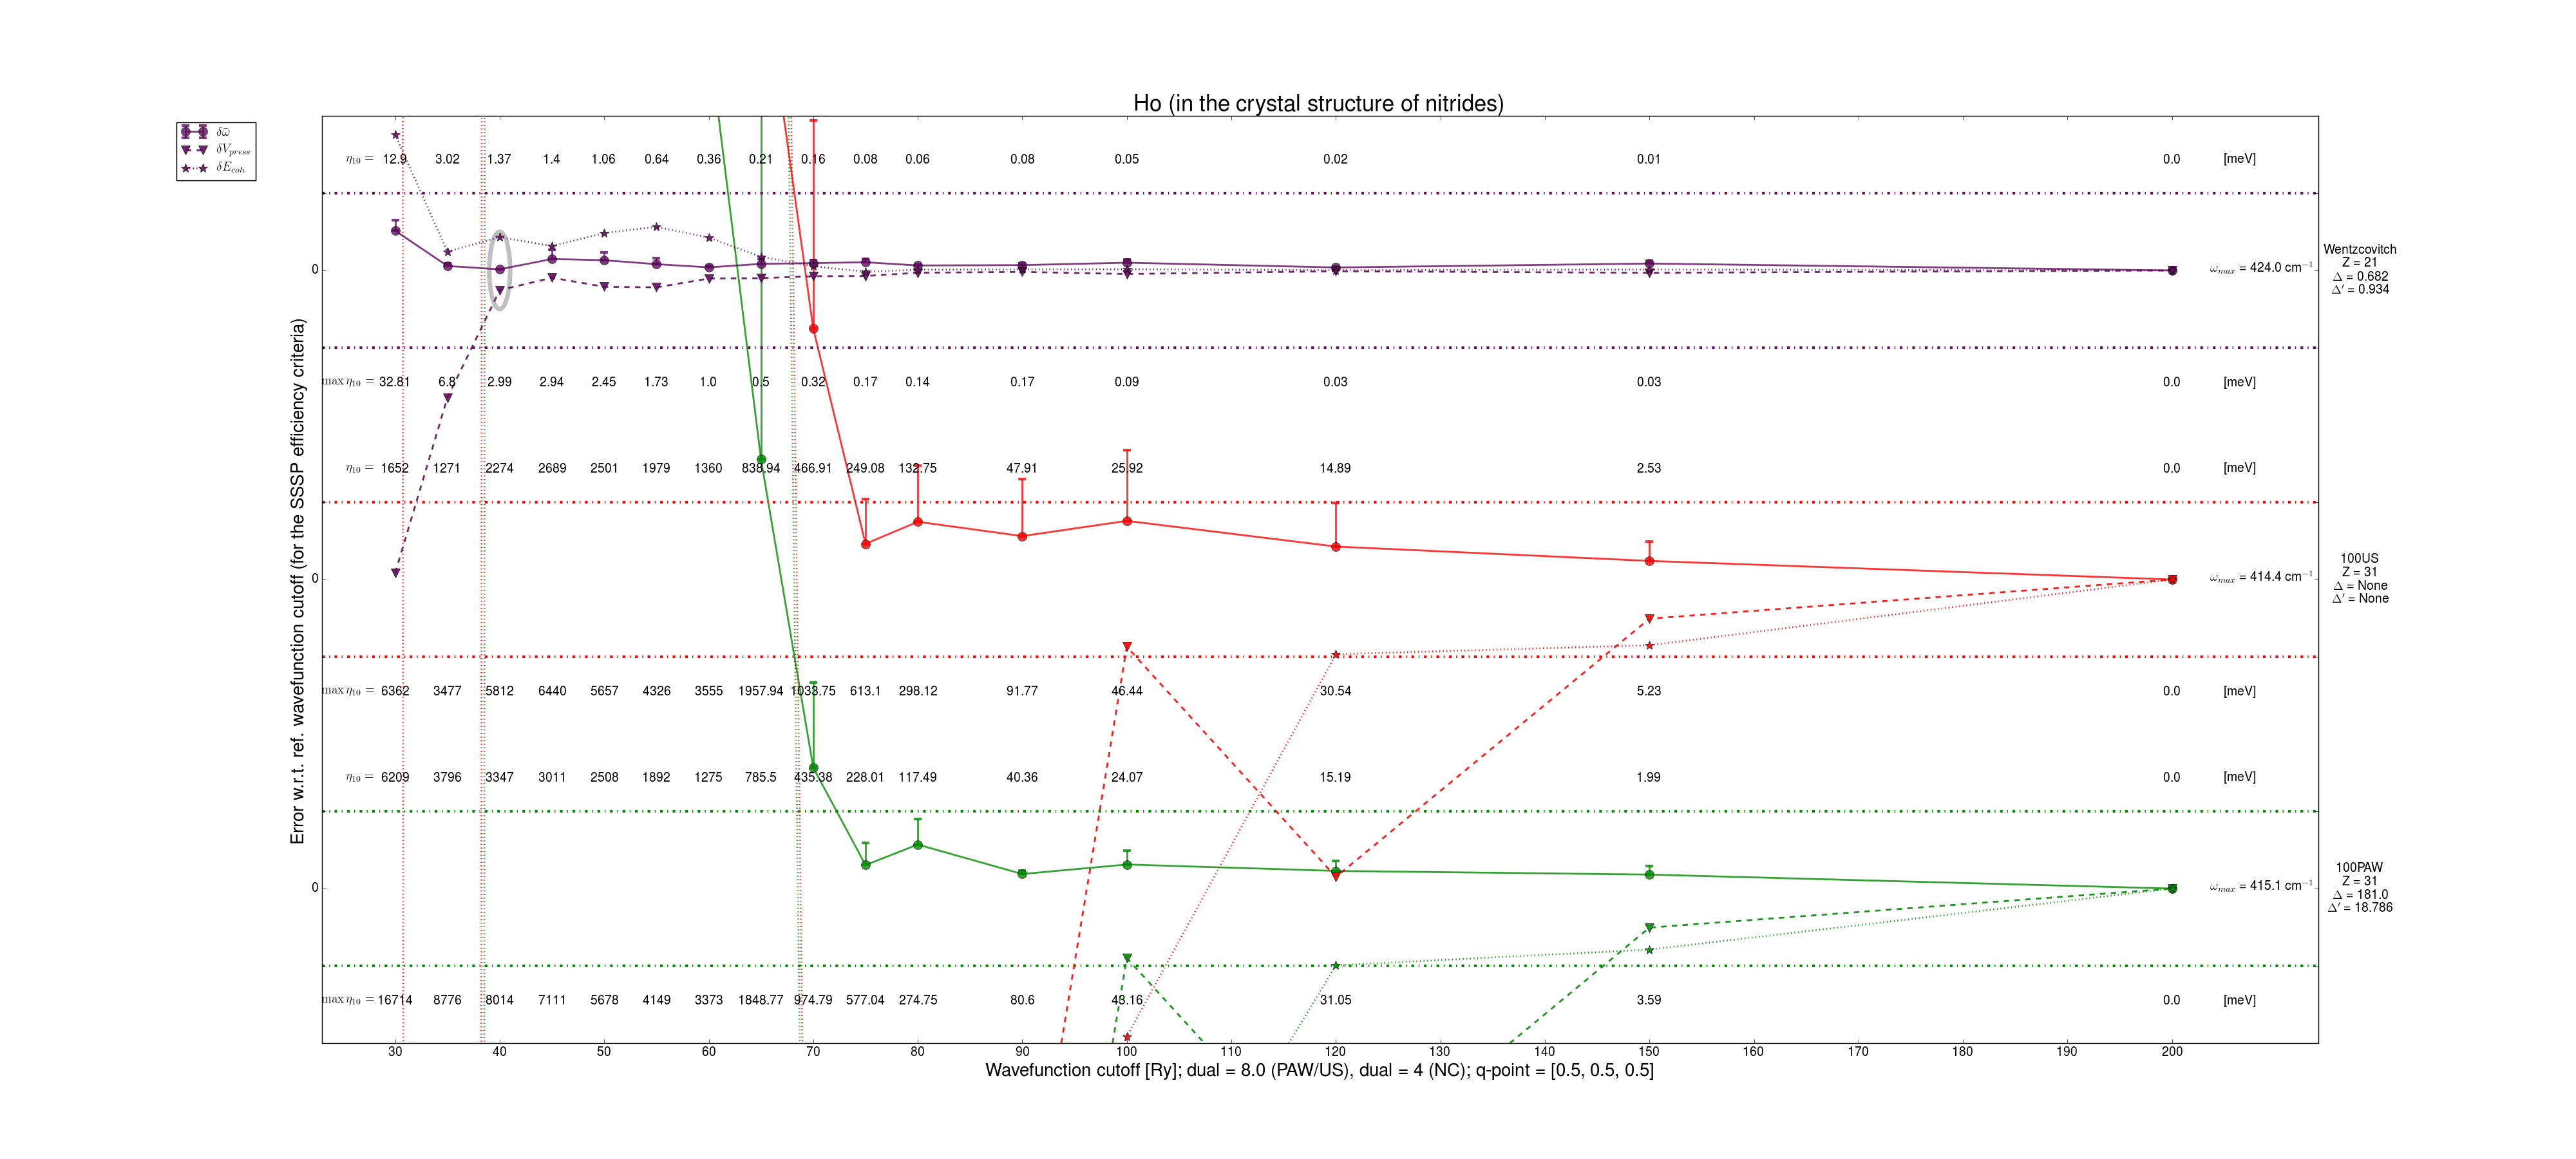 Ho (in the crystal structure of nitrides)
δω̄
δV_press
δE_coh
η₁₀ = 12.9 3.02 1.37 1.4 1.06 0.64 0.36 0.21 0.16 0.08 0.06 0.08 0.05 0.02 0.01 0.0 [meV]
0
ω_max = 424.0 cm⁻¹
Wentzcovitch
Z = 21
Δ = 0.682
Δ′ = 0.934
max η₁₀ = 32.81 6.8 2.99 2.94 2.45 1.73 1.0 0.5 0.32 0.17 0.14 0.17 0.09 0.03 0.03 0.0 [meV]
η₁₀ = 1652 1271 2274 2689 2501 1979 1360 838.94 466.91 249.08 132.75 47.91 25.92 14.89 2.53 0.0 [meV]
0
ω_max = 414.4 cm⁻¹
100US
Z = 31
Δ = None
Δ′ = None
max η₁₀ = 6362 3477 5812 6440 5657 4326 3555 1957.94 1033.75 613.1 298.12 91.77 46.44 30.54 5.23 0.0 [meV]
η₁₀ = 6209 3796 3347 3011 2508 1892 1275 785.5 435.38 228.01 117.49 40.36 24.07 15.19 1.99 0.0 [meV]
0
ω_max = 415.1 cm⁻¹
100PAW
Z = 31
Δ = 181.0
Δ′ = 18.786
max η₁₀ = 16714 8776 8014 7111 5678 4149 3373 1848.77 974.79 577.04 274.75 80.6 43.16 31.05 3.59 0.0 [meV]
30 40 50 60 70 80 90 100 110 120 130 140 150 160 170 180 190 200
Wavefunction cutoff [Ry]; dual = 8.0 (PAW/US), dual = 4 (NC); q-point = [0.5, 0.5, 0.5]
Error w.r.t. ref. wavefunction cutoff (for the SSSP efficiency criteria)